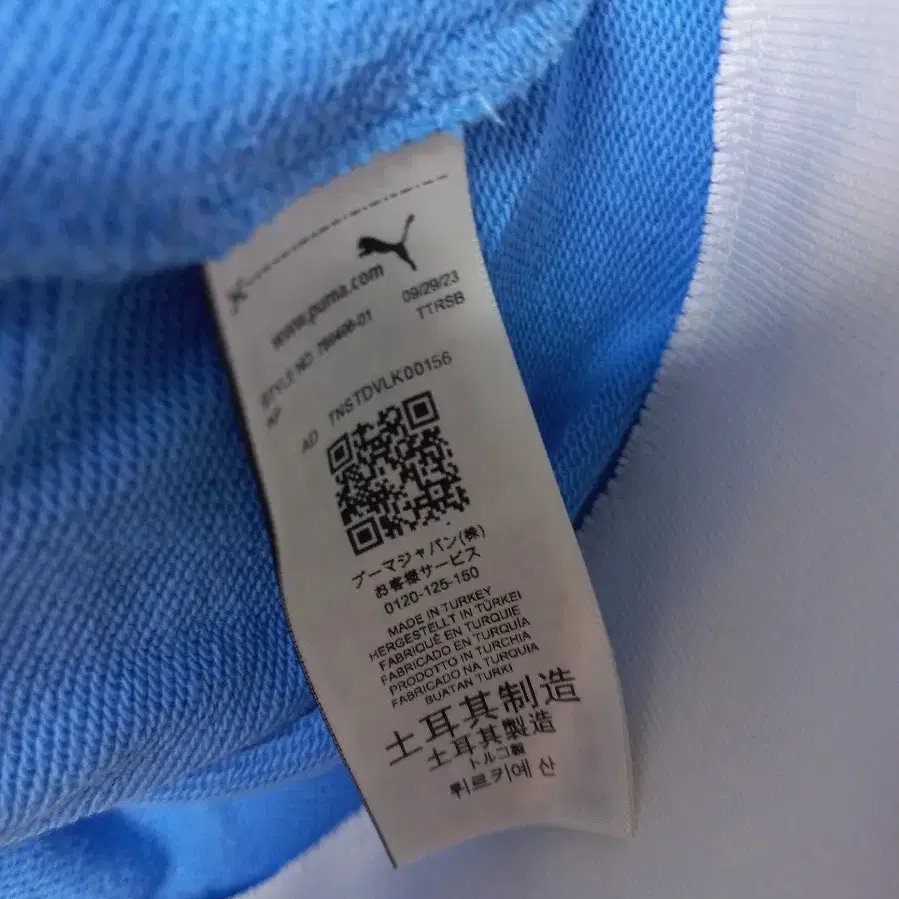 www.puma.com 09/29/23
STYLE NO TTRSB
AD TNSTDVLK00156
プーマジャパン(株)
お客様サービス
0120-125-150
MADE IN TURKEY
HERGESTELLT IN TÜRKEI
FABRIQUÉ EN TURQUIE
FABRICADO EN TURQUÍA
PRODOTTO IN TURCHIA
FABRICADO NA TURQUIA
BUATAN TURKI
土耳其制造
土耳其製造
トルコ製
튀르키예 산